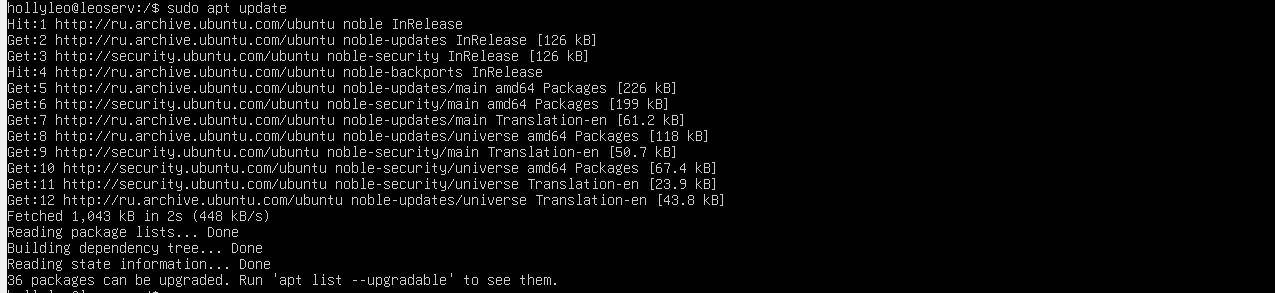 hollyleo@leoserv:/$ sudo apt update
Hit:1 http://ru.archive.ubuntu.com/ubuntu noble InRelease
Get:2 http://ru.archive.ubuntu.com/ubuntu noble-updates InRelease [126 kB]
Get:3 http://security.ubuntu.com/ubuntu noble-security InRelease [126 kB]
Hit:4 http://ru.archive.ubuntu.com/ubuntu noble-backports InRelease
Get:5 http://ru.archive.ubuntu.com/ubuntu noble-updates/main amd64 Packages [226 kB]
Get:6 http://security.ubuntu.com/ubuntu noble-security/main amd64 Packages [199 kB]
Get:7 http://ru.archive.ubuntu.com/ubuntu noble-updates/main Translation-en [61.2 kB]
Get:8 http://ru.archive.ubuntu.com/ubuntu noble-updates/universe amd64 Packages [118 kB]
Get:9 http://security.ubuntu.com/ubuntu noble-security/main Translation-en [50.7 kB]
Get:10 http://security.ubuntu.com/ubuntu noble-security/universe amd64 Packages [67.4 kB]
Get:11 http://security.ubuntu.com/ubuntu noble-security/universe Translation-en [23.9 kB]
Get:12 http://ru.archive.ubuntu.com/ubuntu noble-updates/universe Translation-en [43.8 kB]
Fetched 1,043 kB in 2s (448 kB/s)
Reading package lists... Done
Building dependency tree... Done
Reading state information... Done
36 packages can be upgraded. Run 'apt list --upgradable' to see them.